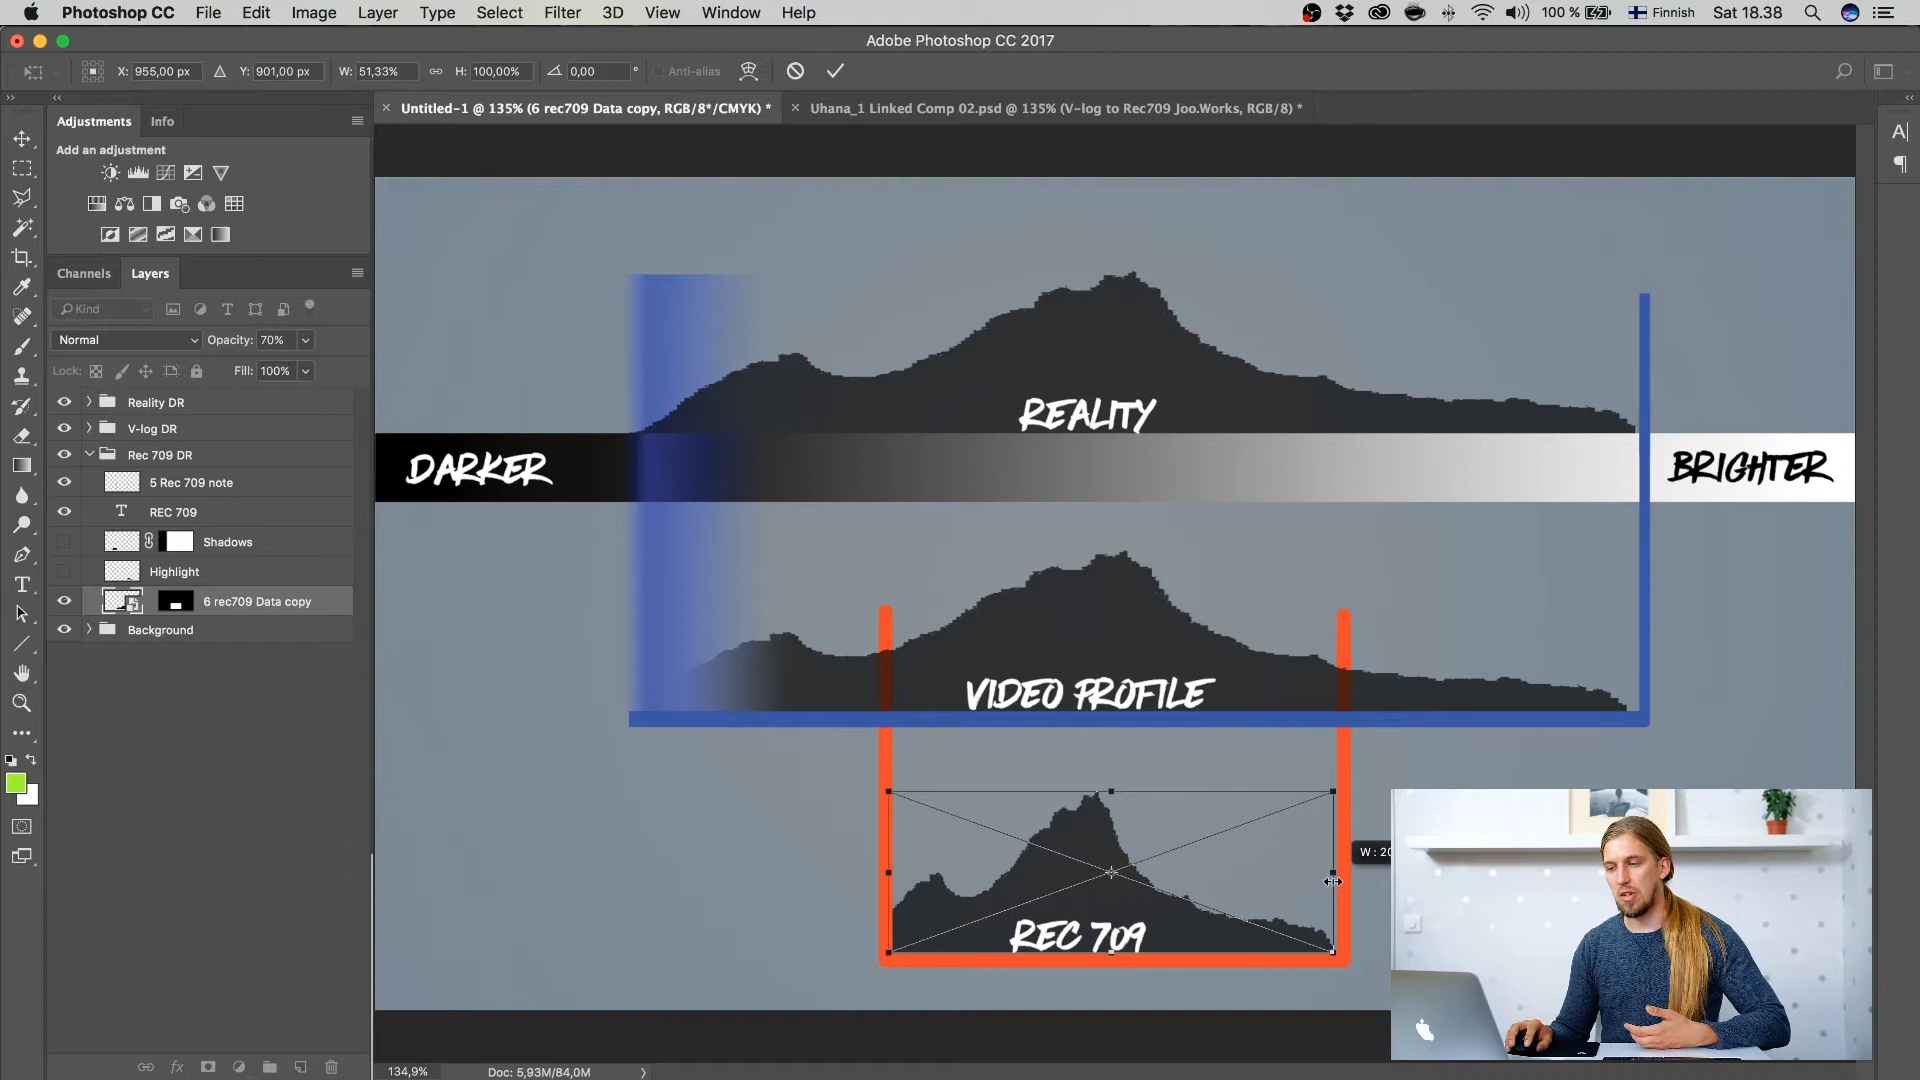 Photoshop CC File Edit Image Layer Type Select Filter 3D View Window Help 100 % Finnish Sat 18.38
Adobe Photoshop CC 2017
X: 955,00 px Y: 901,00 px W: 51,33% H: 100,00% 0,00 ° Anti-alias
Untitled-1 @ 135% (6 rec709 Data copy, RGB/8*/CMYK) * Uhana_1 Linked Comp 02.psd @ 135% (V-log to Rec709 Joo.Works, RGB/8) *
Adjustments Info
Add an adjustment
Channels Layers
Kind
Normal Opacity: 70%
Lock: Fill: 100%
Reality DR
V-log DR
Rec 709 DR
5 Rec 709 note
T REC 709
Shadows
Highlight
6 rec709 Data copy
Background
REALITY
DARKER
BRIGHTER
VIDEO PROFILE
W : 20
REC 709
134,9% Doc: 5,93M/84,0M